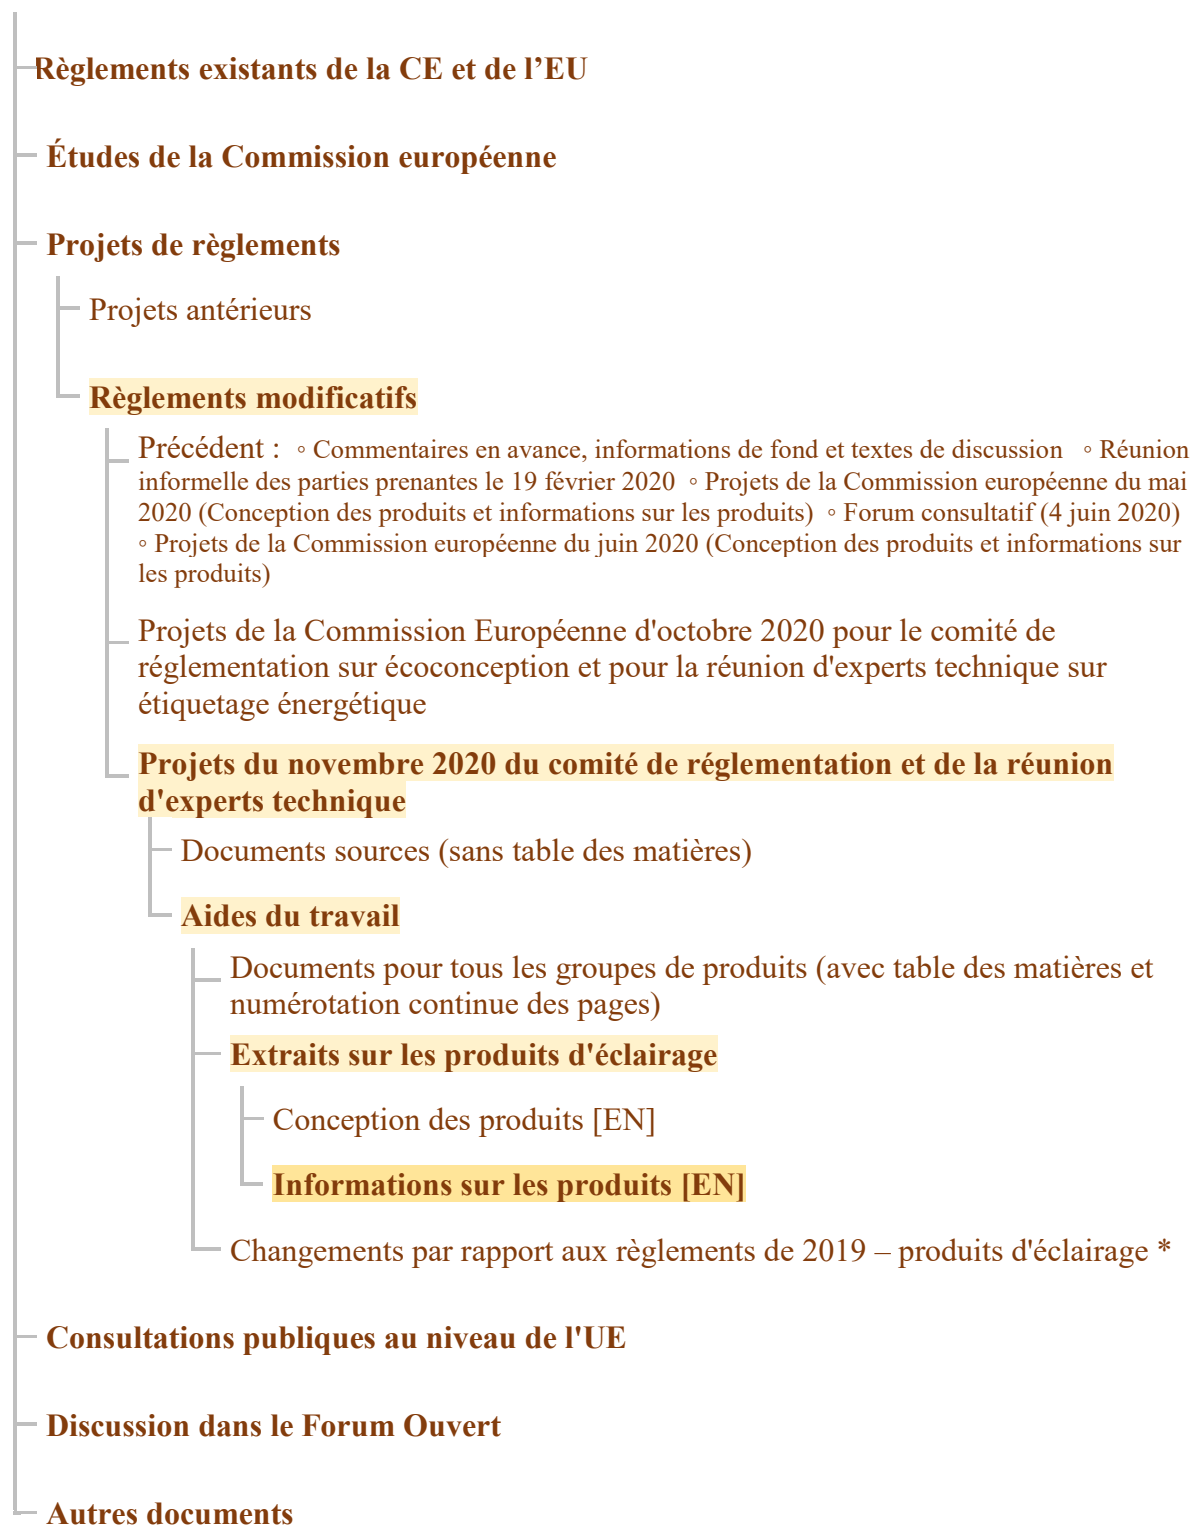 Règlements existants de la CE et de l’EU
Études de la Commission européenne
Projets de règlements
Projets antérieurs
Règlements modificatifs
Précédent : ◦ Commentaires en avance, informations de fond et textes de discussion ◦ Réunion
informelle des parties prenantes le 19 février 2020 ◦ Projets de la Commission européenne du mai
2020 (Conception des produits et informations sur les produits) ◦ Forum consultatif (4 juin 2020)
◦ Projets de la Commission européenne du juin 2020 (Conception des produits et informations sur
les produits)
Projets de la Commission Européenne d'octobre 2020 pour le comité de
réglementation sur écoconception et pour la réunion d'experts technique sur
étiquetage énergétique
Projets du novembre 2020 du comité de réglementation et de la réunion
d'experts technique
Documents sources (sans table des matières)
Aides du travail
Documents pour tous les groupes de produits (avec table des matières et
numérotation continue des pages)
Extraits sur les produits d'éclairage
Conception des produits [EN]
Informations sur les produits [EN]
Changements par rapport aux règlements de 2019 – produits d'éclairage *
Consultations publiques au niveau de l'UE
Discussion dans le Forum Ouvert
Autres documents